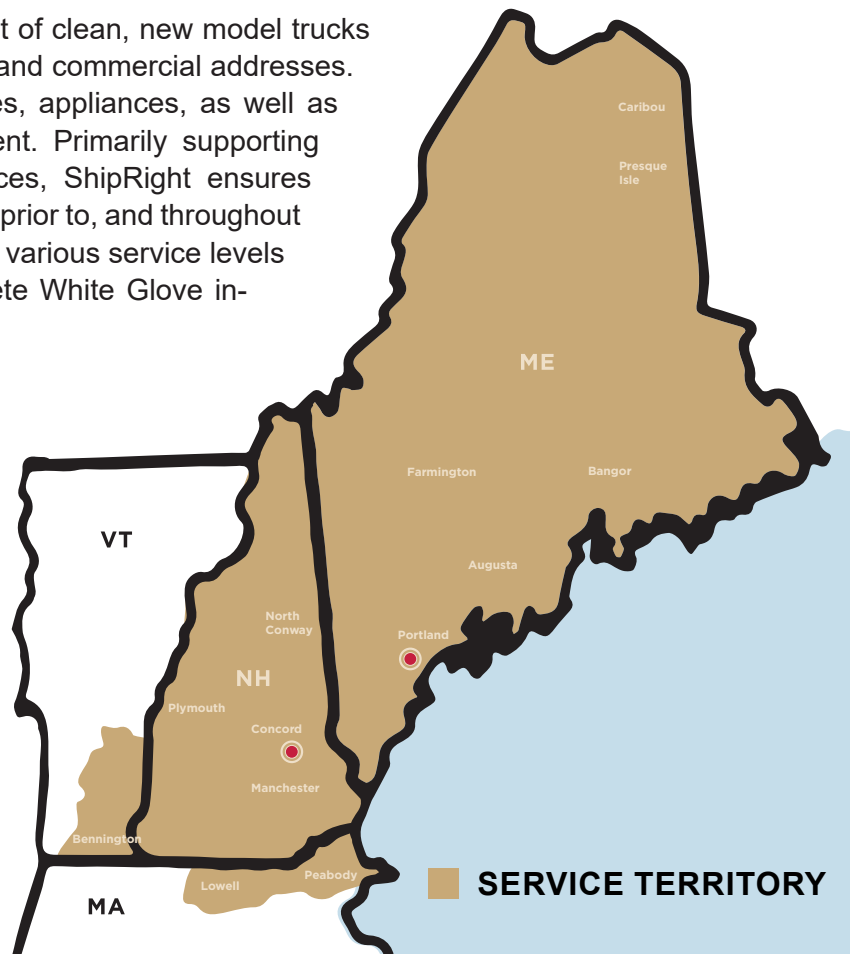 t of clean, new model trucks
and commercial addresses.
es, appliances, as well as
ent. Primarily supporting
ces, ShipRight ensures
prior to, and throughout
various service levels
ete White Glove in-
Caribou
Presque
Isle
ME
Farmington
Bangor
VT
Augusta
North
Conway
Portland
NH
Plymouth
Concord
Manchester
Bennington
Peabody
Lowell
SERVICE TERRITORY
MA